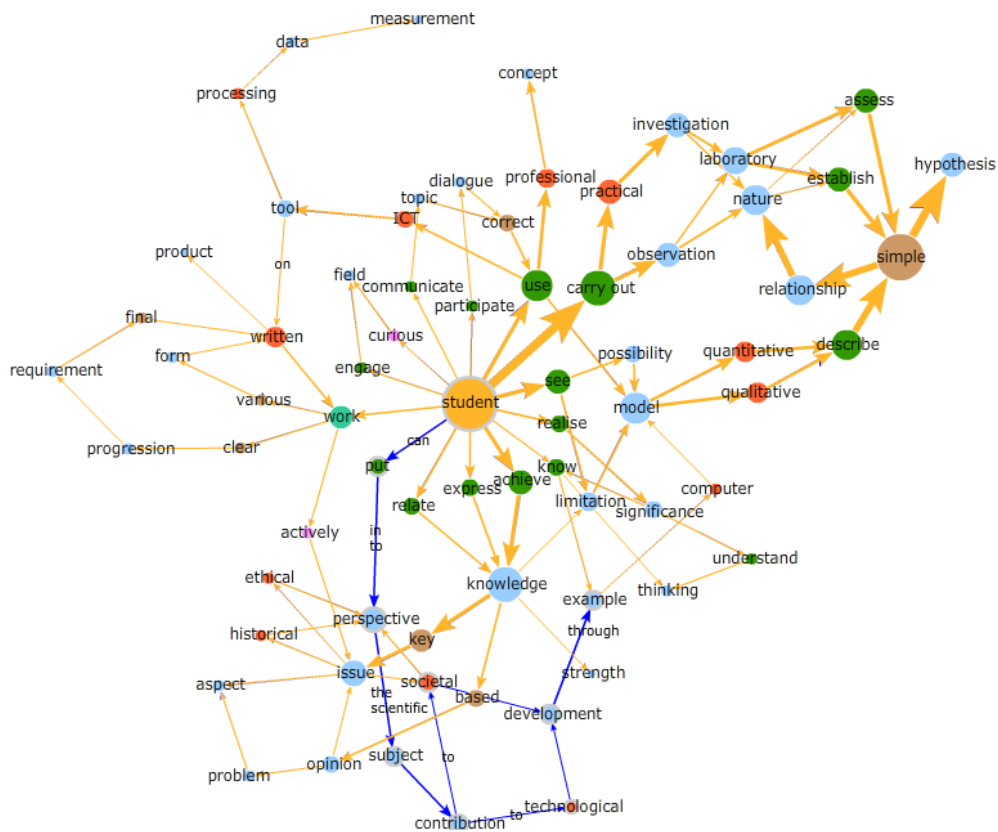 measurement
data
concept
processing
assess
investigation
laboratory
hypothesis
dialogue
professional
practical
establish
topic
nature
tool
ICT
correct
product
observation
simple
on
field
communicate
use
carry out
relationship
participate
final
written
curious
form
possibility
quantitative
describe
requirement
engage
see
qualitative
various
student
model
work
realise
can
progression
clear
put
know
achieve
express
computer
relate
limitation
significance
in
to
actively
understand
ethical
knowledge
thinking
example
perspective
historical
key
through
issue
strength
aspect
societal
the
based
scientific
development
subject
to
problem
opinion
technological
contribution
to